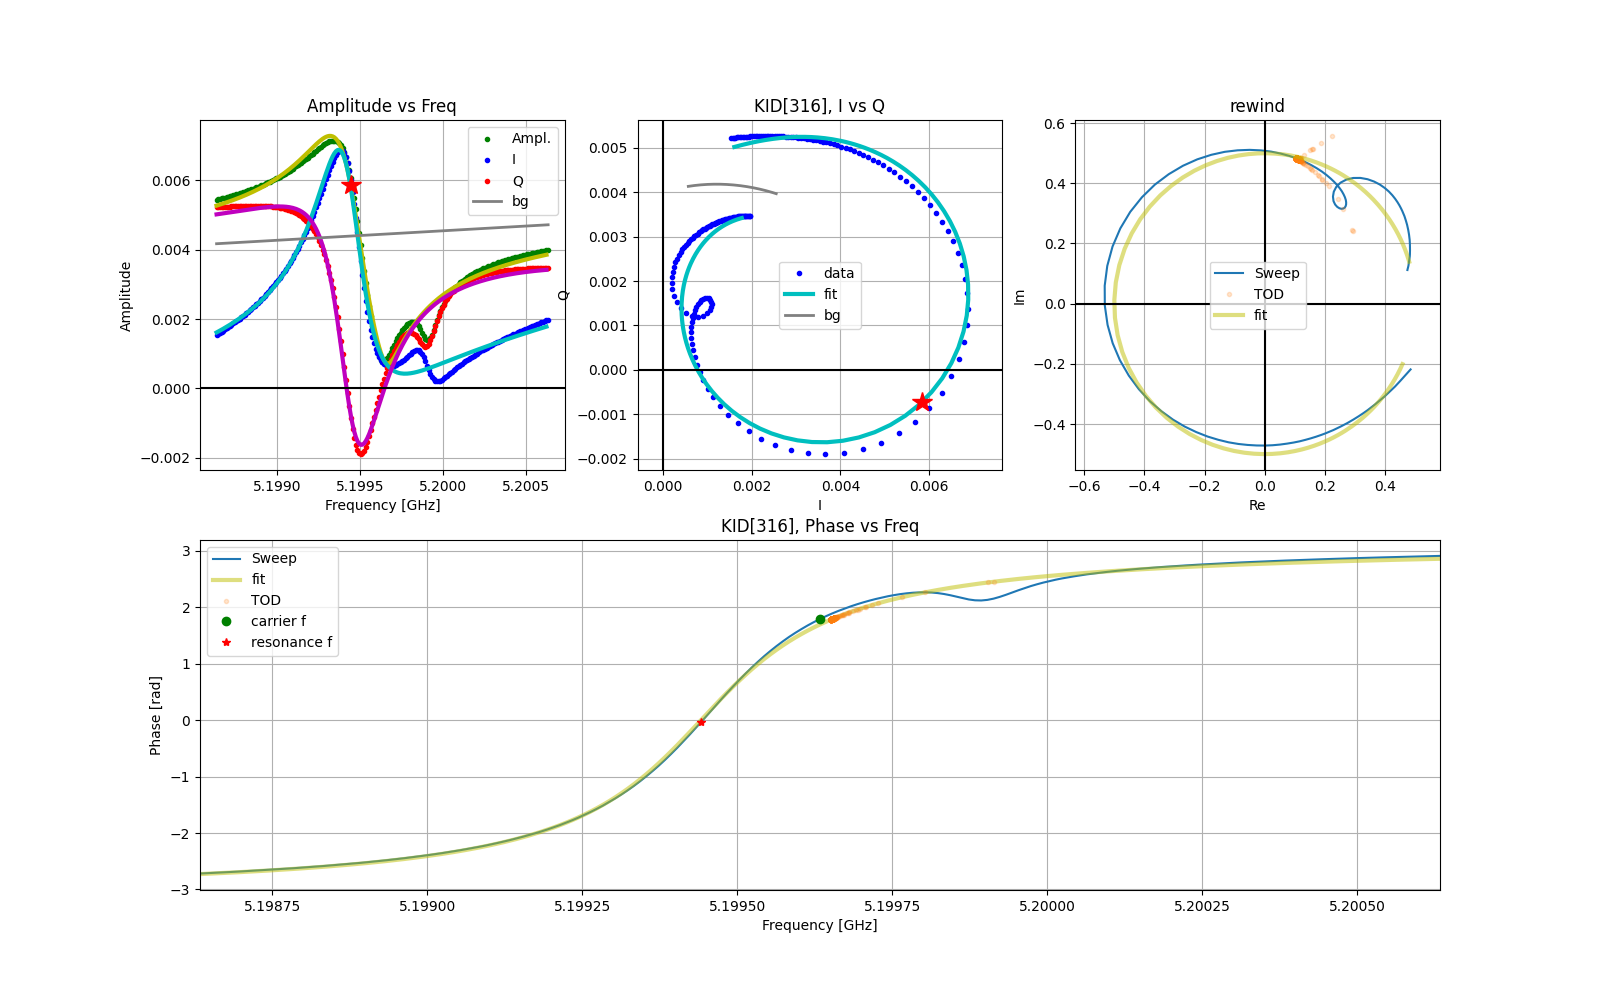 Amplitude vs Freq
Amplitude
0.006
0.004
0.002
0.000
−0.002
5.1990
5.1995
5.2000
5.2005
Frequency [GHz]
Ampl.
I
Q
bg
KID[316], I vs Q
Q
0.005
0.004
0.003
0.002
0.001
0.000
−0.001
−0.002
0.000
0.002
0.004
0.006
I
data
fit
bg
rewind
Im
0.6
0.4
0.2
0.0
−0.2
−0.4
−0.6
−0.4
−0.2
0.0
0.2
0.4
Re
Sweep
TOD
fit
KID[316], Phase vs Freq
Phase [rad]
3
2
1
0
−1
−2
−3
5.19875
5.19900
5.19925
5.19950
5.19975
5.20000
5.20025
5.20050
Frequency [GHz]
Sweep
fit
TOD
carrier f
resonance f